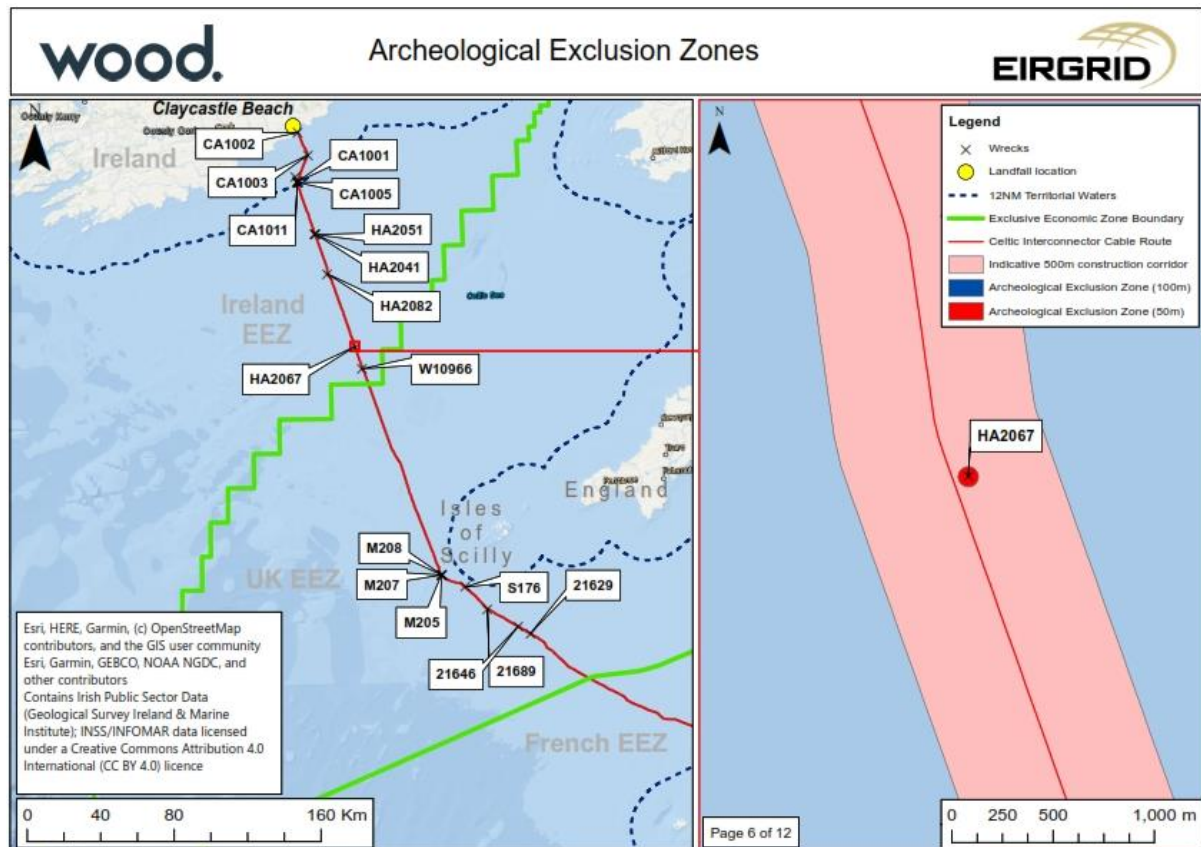 wood.
Archeological Exclusion Zones
EIRGRID
N
Claycastle Beach
County Kerry
Ireland
CA1002
CA1001
CA1003
CA1005
CA1011
HA2051
HA2041
HA2082
Celtic Sea
Ireland
EEZ
HA2067
W10966
England
Isles
of
Scilly
M208
M207
UK EEZ
M205
S176
21629
21646
21689
French EEZ
Esri, HERE, Garmin, (c) OpenStreetMap
contributors, and the GIS user community
Esri, Garmin, GEBCO, NOAA NGDC, and
other contributors
Contains Irish Public Sector Data
(Geological Survey Ireland & Marine
Institute); INSS/INFOMAR data licensed
under a Creative Commons Attribution 4.0
International (CC BY 4.0) licence
0 40 80 160 Km
N
Legend
Wrecks
Landfall location
12NM Territorial Waters
Exclusive Economic Zone Boundary
Celtic Interconnector Cable Route
Indicative 500m construction corridor
Archeological Exclusion Zone (100m)
Archeological Exclusion Zone (50m)
HA2067
Page 6 of 12
0 250 500 1,000 m